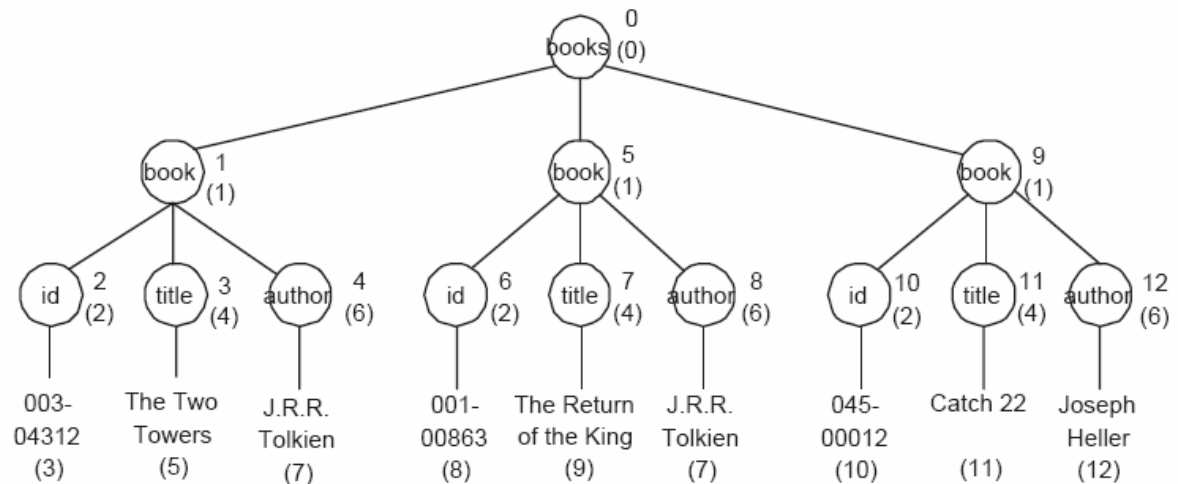 0
books (0)
book 1 (1)
book 5 (1)
book 9 (1)
id 2 (2)
title 3 (4)
author 4 (6)
id 6 (2)
title 7 (4)
author 8 (6)
id 10 (2)
title 11 (4)
author 12 (6)
003-
04312
(3)
The Two
Towers
(5)
J.R.R.
Tolkien
(7)
001-
00863
(8)
The Return
of the King
(9)
J.R.R.
Tolkien
(7)
045-
00012
(10)
Catch 22
(11)
Joseph
Heller
(12)